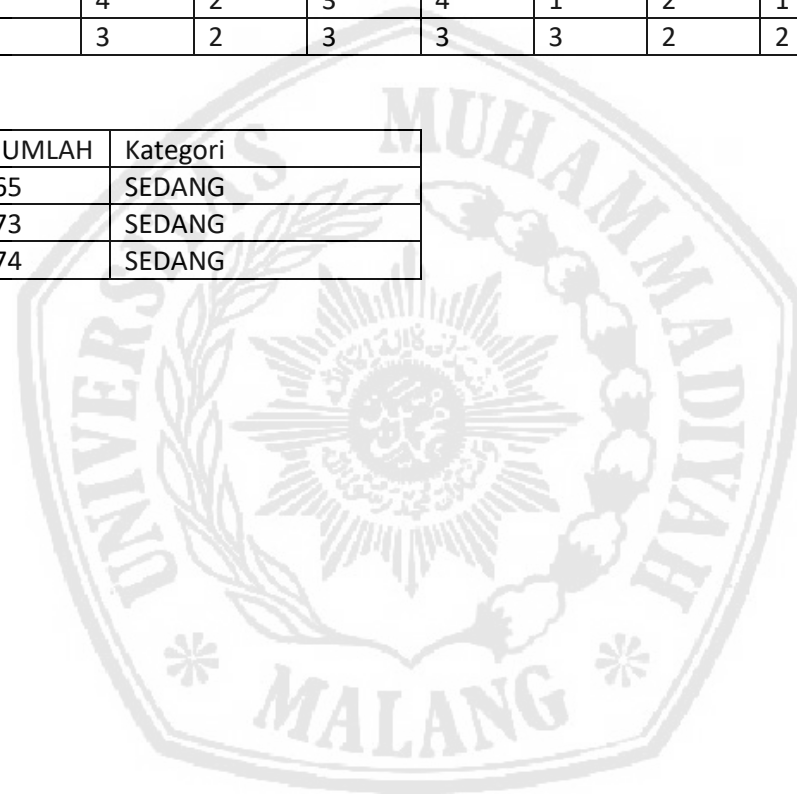 4 2 3 4 1 2 1
3 2 3 3 3 2 2
UMLAH Kategori
65 SEDANG
73 SEDANG
74 SEDANG
UNIVERSITAS MUHAMMADIYAH
MALANG